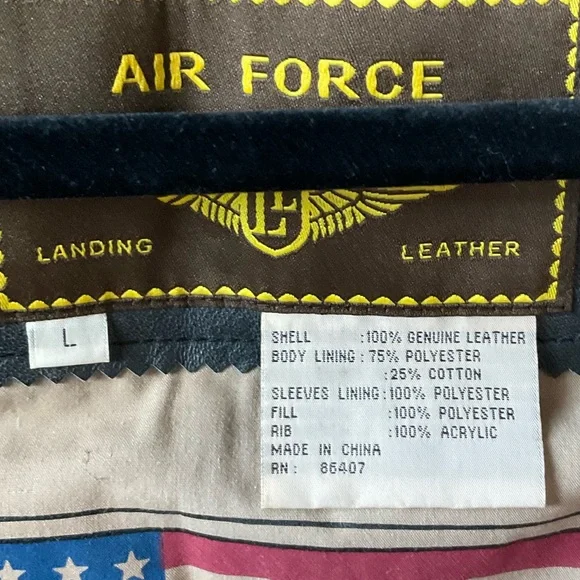 AIR FORCE
LL
LANDING LEATHER
L
SHELL :100% GENUINE LEATHER
BODY LINING: 75% POLYESTER
:25% COTTON
SLEEVES LINING:100% POLYESTER
FILL :100% POLYESTER
RIB :100% ACRYLIC
MADE IN CHINA
RN: 86407